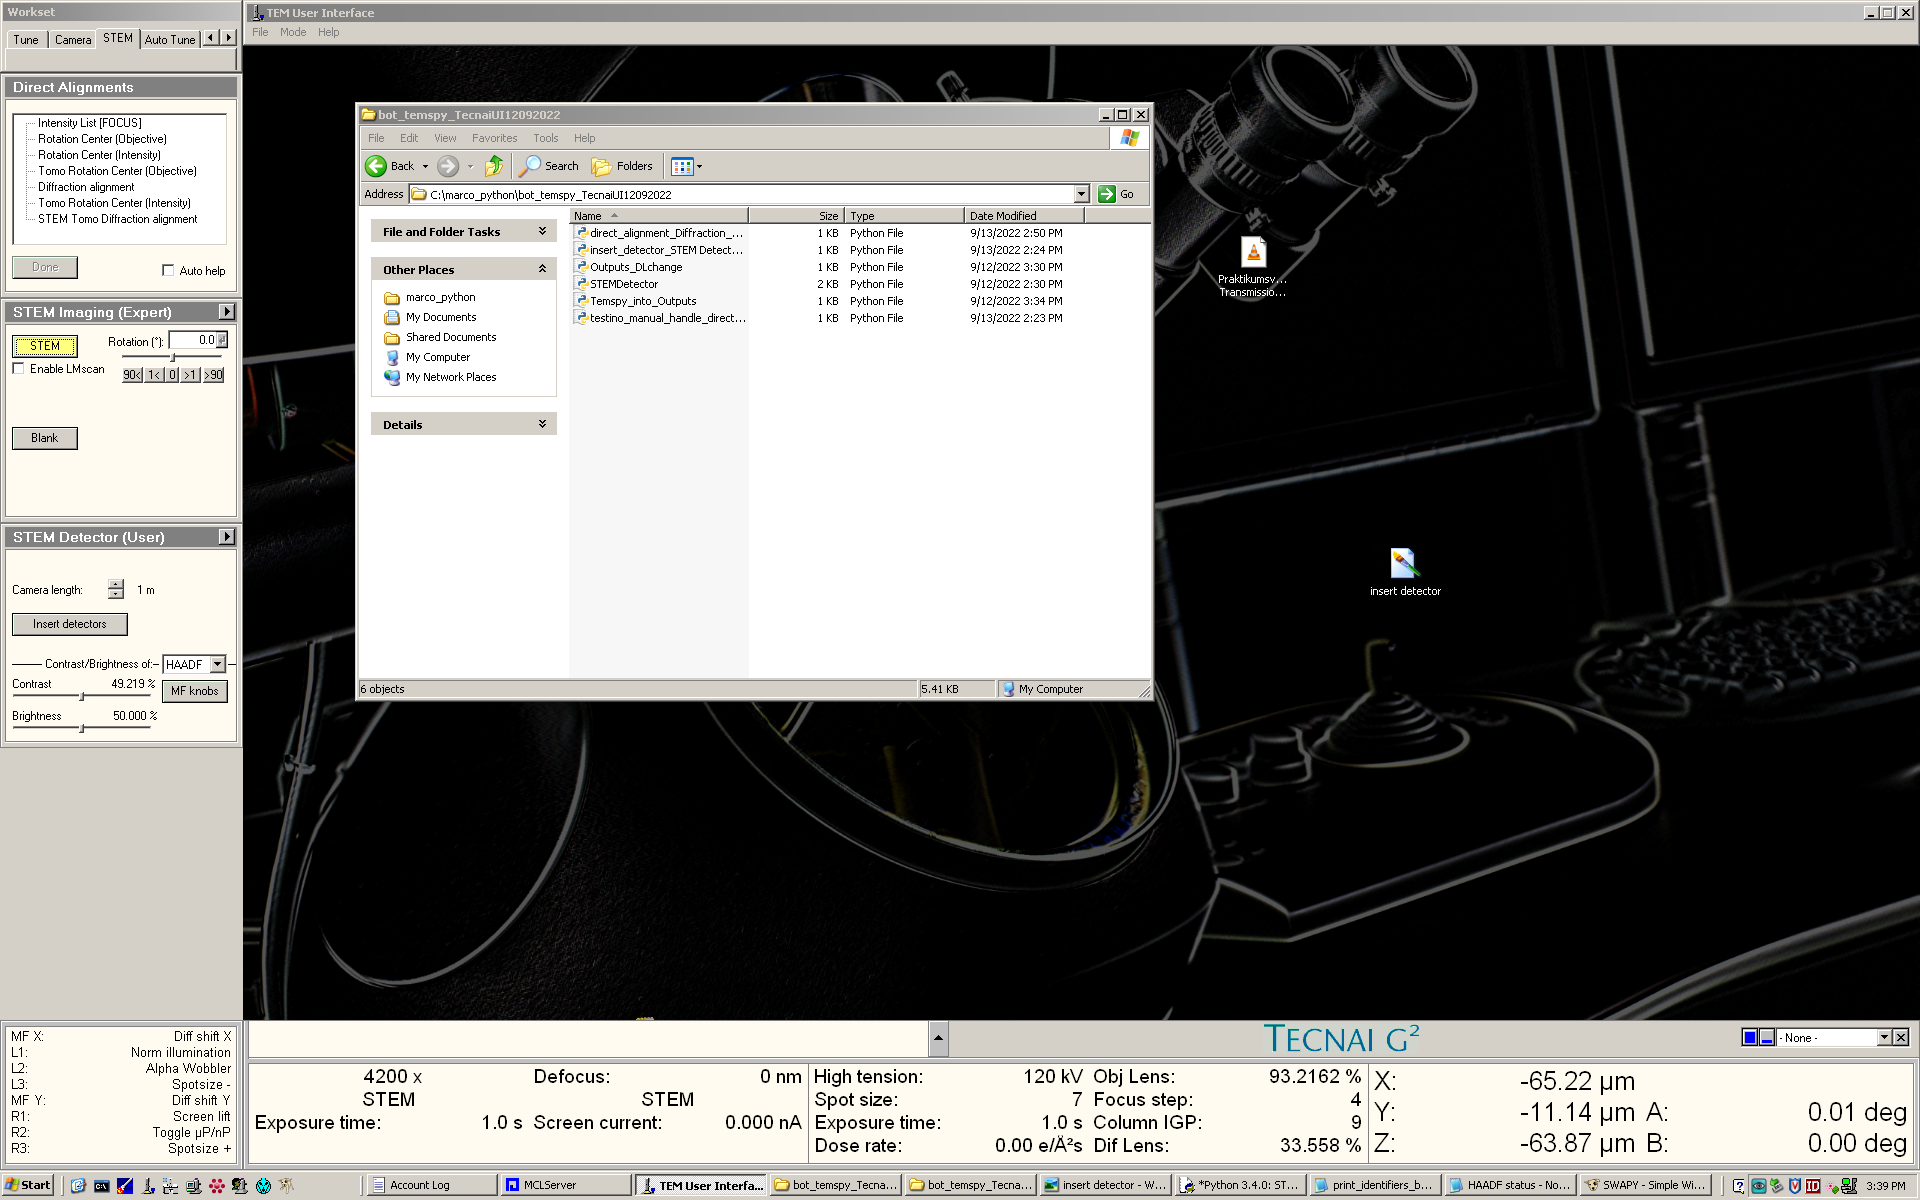 Workset
Tune
Camera
STEM
Auto Tune
Direct Alignments
Intensity List [FOCUS]
Rotation Center (Objective)
Rotation Center (Intensity)
Tomo Rotation Center (Objective)
Diffraction alignment
Tomo Rotation Center (Intensity)
STEM Tomo Diffraction alignment
Done
Auto help
STEM Imaging (Expert)
STEM
Rotation (°):
0.0
Enable LMscan
90<
1<
0
>1
>90
Blank
STEM Detector (User)
Camera length:
1 m
Insert detectors
Contrast/Brightness of:
HAADF
Contrast
49.219 %
MF knobs
Brightness
50.000 %
MF X: Diff shift X
L1: Norm illumination
L2: Alpha Wobbler
L3: Spotsize -
MF Y: Diff shift Y
R1: Screen lift
R2: Toggle µP/nP
R3: Spotsize +
TEM User Interface
File Mode Help
bot_temspy_TecnaiUI12092022
File Edit View Favorites Tools Help
Back
Search
Folders
Address C:\marco_python\bot_temspy_TecnaiUI12092022
Go
File and Folder Tasks
Other Places
marco_python
My Documents
Shared Documents
My Computer
My Network Places
Details
Name Size Type Date Modified
direct_alignment_Diffraction_... 1 KB Python File 9/13/2022 2:50 PM
insert_detector_STEM Detect... 1 KB Python File 9/13/2022 2:24 PM
Outputs_DLchange 1 KB Python File 9/12/2022 3:30 PM
STEMDetector 2 KB Python File 9/12/2022 2:30 PM
Temspy_into_Outputs 1 KB Python File 9/12/2022 3:34 PM
testino_manual_handle_direct... 1 KB Python File 9/13/2022 2:23 PM
6 objects
5.41 KB
My Computer
Praktikumsv...
Transmissio...
insert detector
TECNAI G²
- None -
4200 x Defocus: 0 nm
STEM STEM
Exposure time: 1.0 s Screen current: 0.000 nA
High tension: 120 kV Obj Lens: 93.2162 %
Spot size: 7 Focus step: 4
Exposure time: 1.0 s Column IGP: 9
Dose rate: 0.00 e/Å²s Dif Lens: 33.558 %
X: -65.22 µm
Y: -11.14 µm A: 0.01 deg
Z: -63.87 µm B: 0.00 deg
Start
Account Log
MCLServer
TEM User Interfa...
bot_temspy_Tecna...
bot_temspy_Tecna...
insert detector - W...
*Python 3.4.0: ST...
print_identifiers_b...
HAADF status - No...
SWAPY - Simple Wi...
3:39 PM